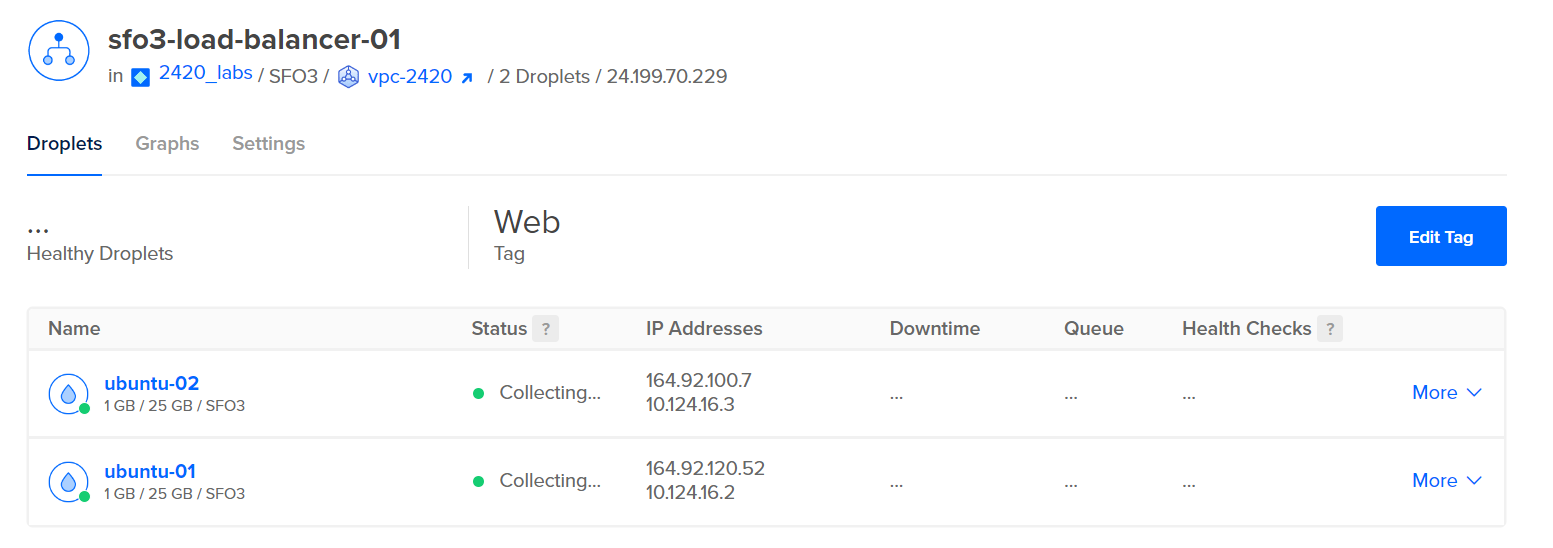 sfo3-load-balancer-01
in 2420_labs / SFO3 / vpc-2420 / 2 Droplets / 24.199.70.229
Droplets Graphs Settings
...
Healthy Droplets
Web
Tag
Edit Tag
Name Status ? IP Addresses Downtime Queue Health Checks ?
ubuntu-02
1 GB / 25 GB / SFO3
Collecting...
164.92.100.7
10.124.16.3
... ... ...
More
ubuntu-01
1 GB / 25 GB / SFO3
Collecting...
164.92.120.52
10.124.16.2
... ... ...
More